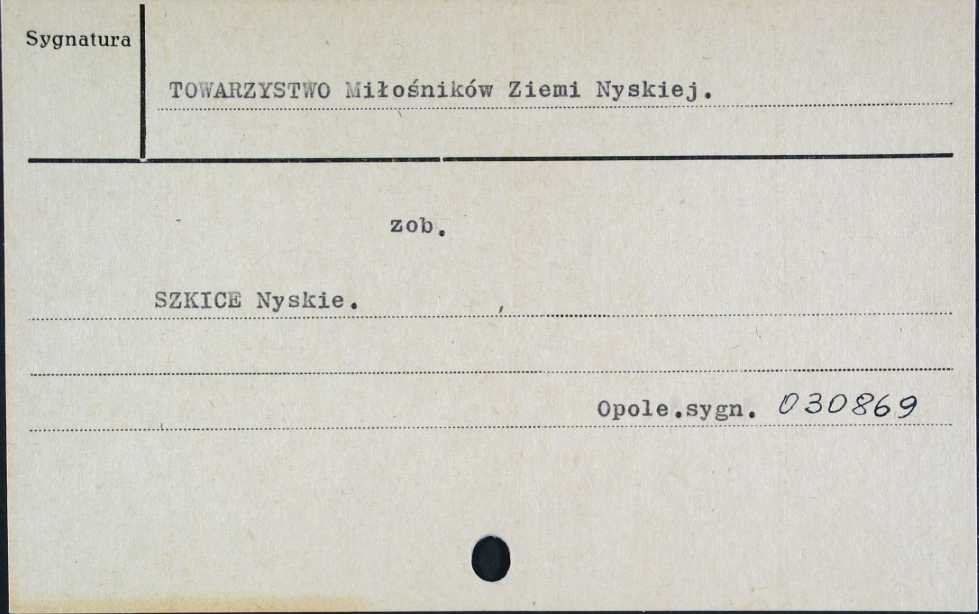 Sygnatura
TOWARZYSTWO Miłośników Ziemi Nyskiej.
zob.
SZKICE Nyskie.
Opole.sygn. 030869